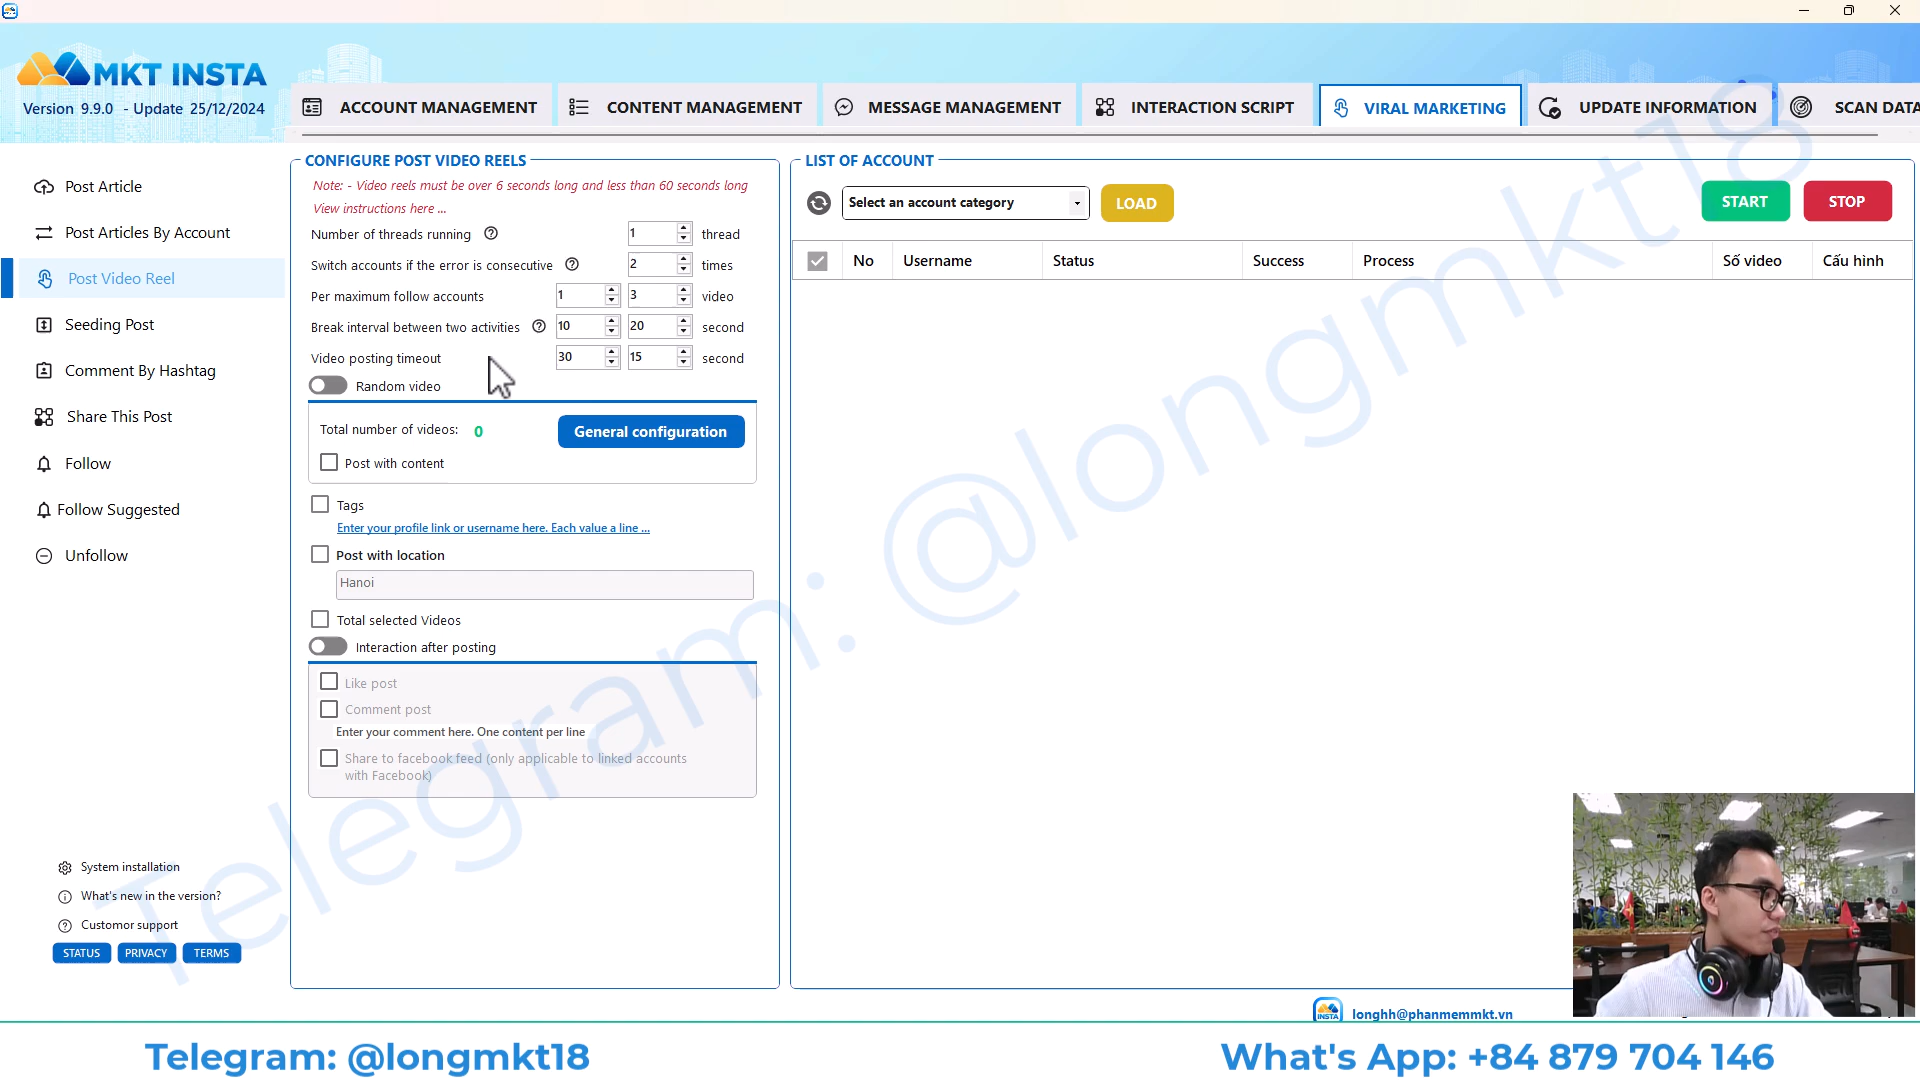 MKT INSTA
Version 9.9.0 - Update 25/12/2024
ACCOUNT MANAGEMENT
CONTENT MANAGEMENT
MESSAGE MANAGEMENT
INTERACTION SCRIPT
VIRAL MARKETING
UPDATE INFORMATION
SCAN DATA
Post Article
Post Articles By Account
Post Video Reel
Seeding Post
Comment By Hashtag
Share This Post
Follow
Follow Suggested
Unfollow
System installation
What's new in the version?
Customor support
STATUS PRIVACY TERMS
CONFIGURE POST VIDEO REELS
Note: - Video reels must be over 6 seconds long and less than 60 seconds long
View instructions here ...
Number of threads running 1 thread
Switch accounts if the error is consecutive 2 times
Per maximum follow accounts 1 3 video
Break interval between two activities 10 20 second
Video posting timeout 30 15 second
Random video
Total number of videos: 0 General configuration
Post with content
Tags
Enter your profile link or username here. Each value a line ...
Post with location
Hanoi
Total selected Videos
Interaction after posting
Like post
Comment post
Enter your comment here. One content per line
Share to facebook feed (only applicable to linked accounts
with Facebook)
LIST OF ACCOUNT
Select an account category LOAD START STOP
No Username Status Success Process Số video Cấu hình
Telegram: @longmkt18
INSTA longhh@phanmemmkt.vn
Telegram: @longmkt18
What's App: +84 879 704 146